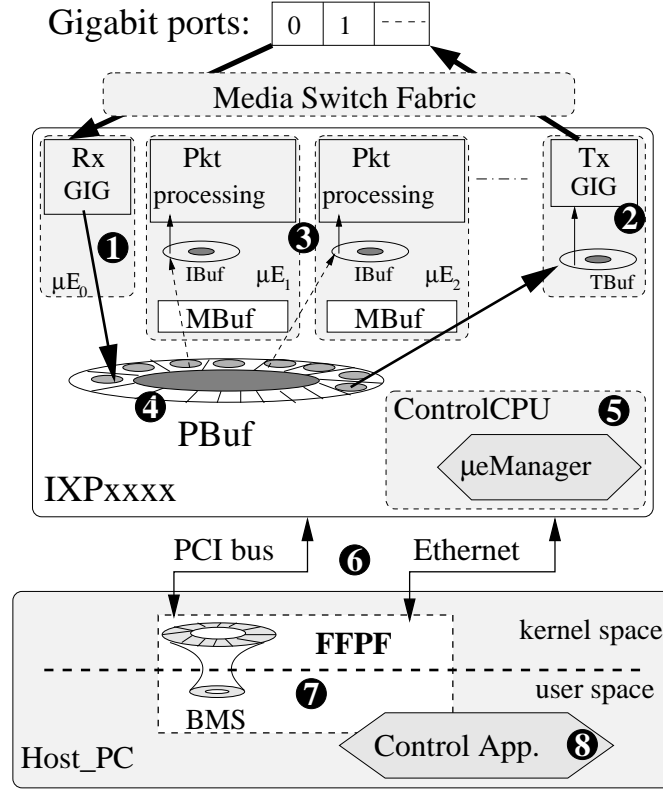 Gigabit ports: 0 1
Media Switch Fabric
Rx
GIG
Pkt
processing
Pkt
processing
Tx
GIG
1
2
3
IBuf
IBuf
TBuf
µE0
µE1
µE2
MBuf
MBuf
4
PBuf
ControlCPU
5
µeManager
IXPxxxx
PCI bus
6
Ethernet
FFPF
kernel space
user space
7
BMS
Control App.
8
Host_PC